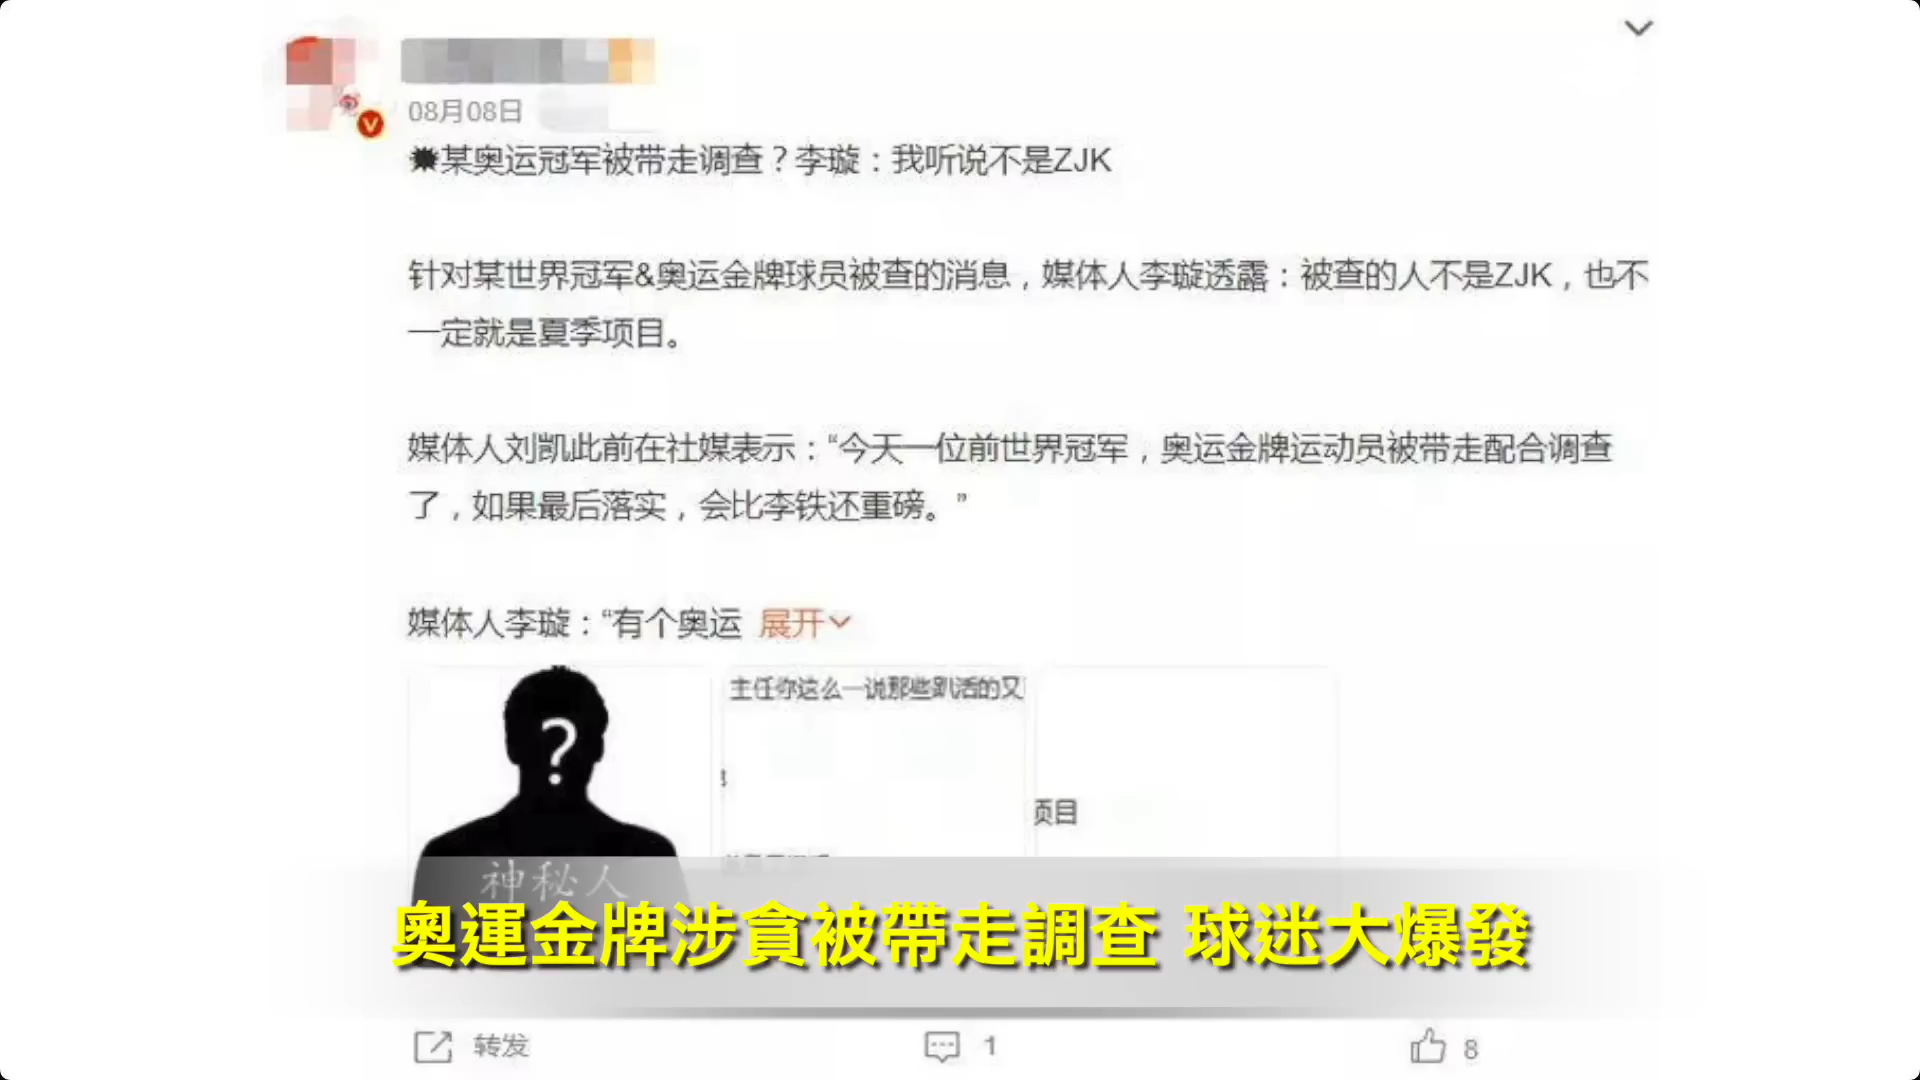 08月08日
某奥运冠军被带走调查？李璇：我听说不是ZJK
针对某世界冠军&奥运金牌球员被查的消息，媒体人李璇透露：被查的人不是ZJK，也不
一定就是夏季项目。
媒体人刘凯此前在社媒表示：“今天一位前世界冠军，奥运金牌运动员被带走配合调查
了，如果最后落实，会比李铁还重磅。”
媒体人李璇：“有个奥运 展开
?
主任你这么一说那些趴活的又
项目
神秘人
奧運金牌涉貪被帶走調查 球迷大爆發
转发 1 8